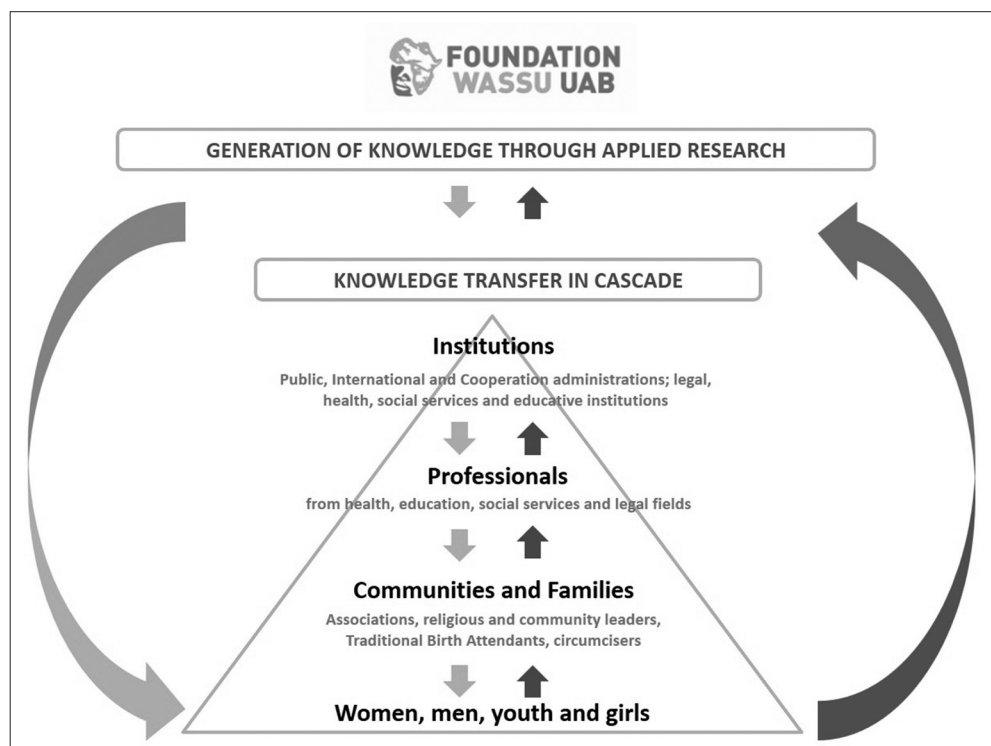 FOUNDATION
WASSU UAB
GENERATION OF KNOWLEDGE THROUGH APPLIED RESEARCH
KNOWLEDGE TRANSFER IN CASCADE
Institutions
Public, International and Cooperation administrations; legal,
health, social services and educative institutions
Professionals
from health, education, social services and legal fields
Communities and Families
Associations, religious and community leaders,
Traditional Birth Attendants, circumcisers
Women, men, youth and girls